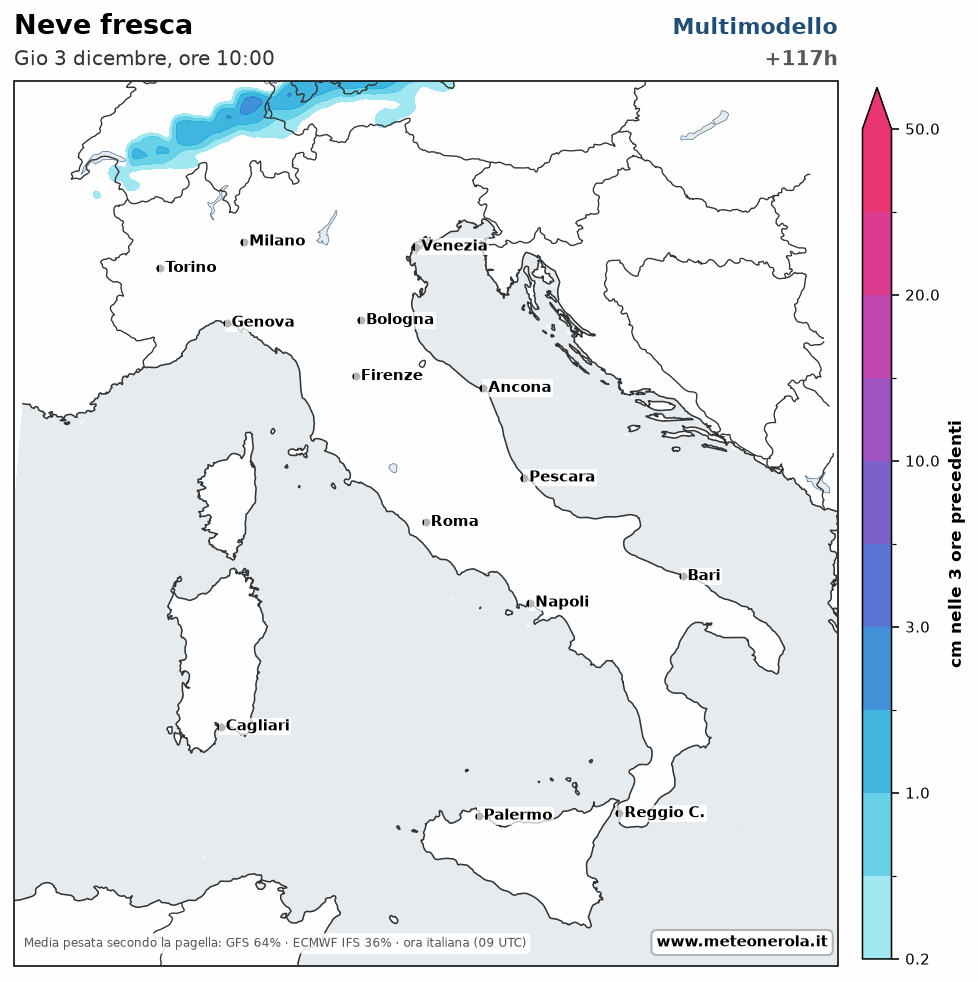 Neve fresca
Multimodello
Gio 3 dicembre, ore 10:00
+117h
50.0
20.0
10.0
3.0
1.0
0.2
cm nelle 3 ore precedenti
Milano
Venezia
Torino
Genova
Bologna
Firenze
Ancona
Pescara
Roma
Bari
Napoli
Cagliari
Palermo
Reggio C.
Media pesata secondo la pagella: GFS 64% · ECMWF IFS 36% · ora italiana (09 UTC)
www.meteonerola.it